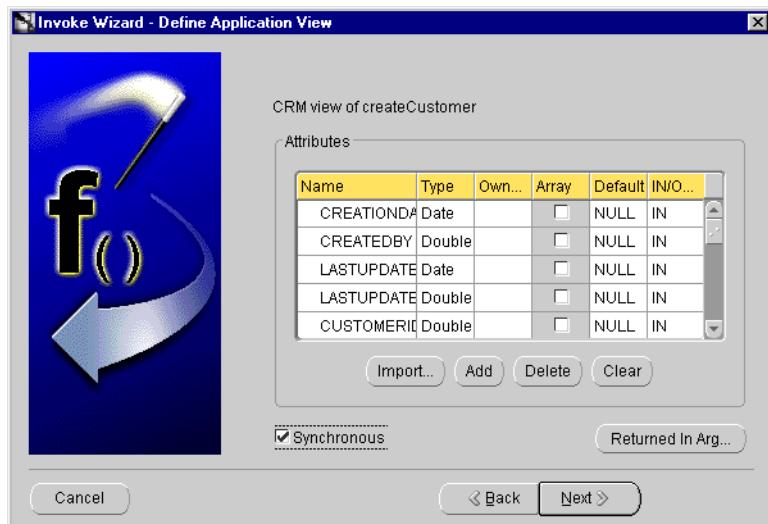 Invoke Wizard - Define Application View
f()
CRM view of createCustomer
Attributes
Name Type Own... Array Default IN/O...
CREATIONDA Date NULL IN
CREATEDBY Double NULL IN
LASTUPDATE Date NULL IN
LASTUPDATE Double NULL IN
CUSTOMERID Double NULL IN
Import... Add Delete Clear
Synchronous
Returned In Arg...
Cancel Back Next